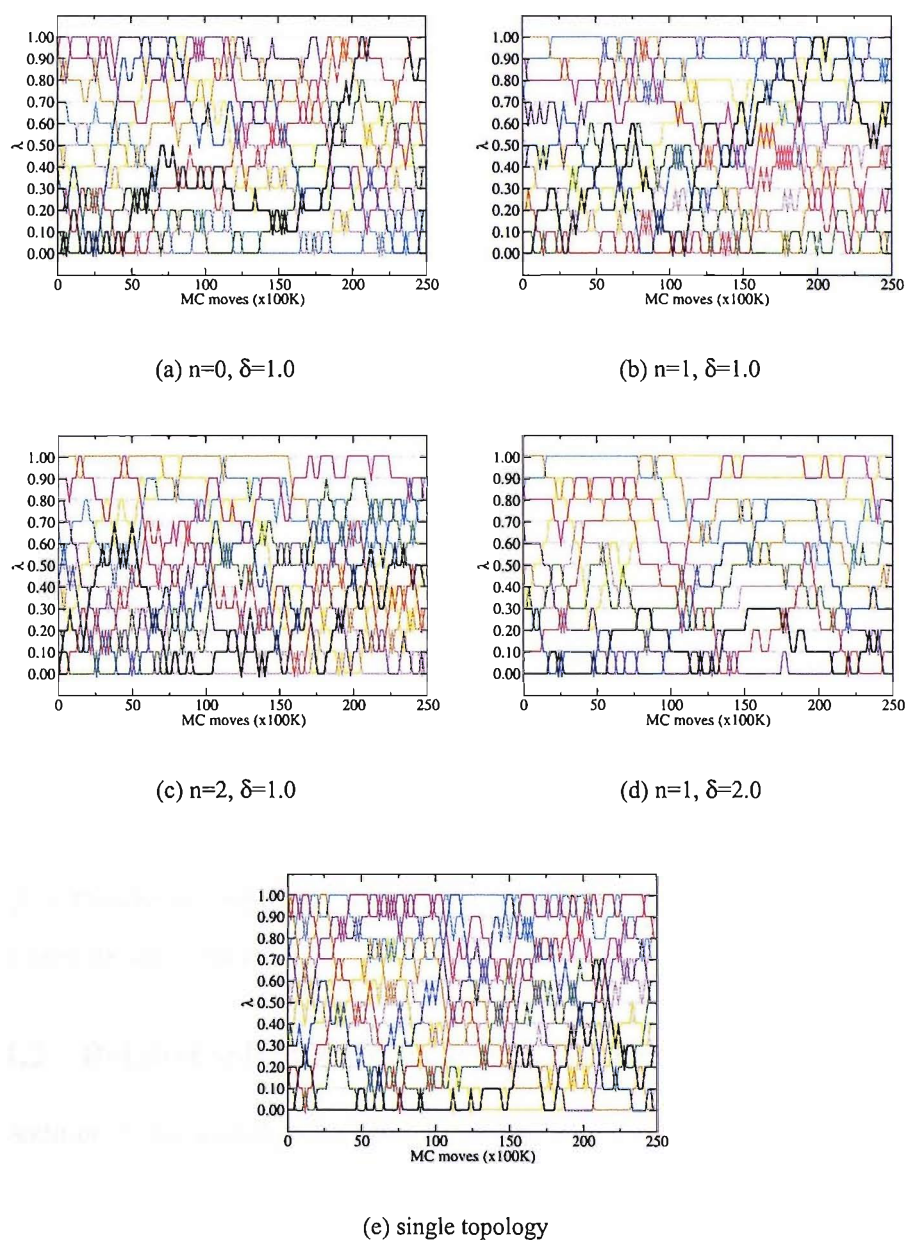 1.00 1.00
0.90 0.90
0.80 0.80
0.70 0.70
0.60 0.60
λ 0.50 λ 0.50
0.40 0.40
0.30 0.30
0.20 0.20
0.10 0.10
0.00 0.00
0 50 100 150 200 250 0 50 100 150 200 250
MC moves (x100K) MC moves (x100K)
(a) n=0, δ=1.0 (b) n=1, δ=1.0
1.00 1.00
0.90 0.90
0.80 0.80
0.70 0.70
0.60 0.60
λ 0.50 λ 0.50
0.40 0.40
0.30 0.30
0.20 0.20
0.10 0.10
0.00 0.00
0 50 100 150 200 250 0 50 100 150 200 250
MC moves (x100K) MC moves (x100K)
(c) n=2, δ=1.0 (d) n=1, δ=2.0
1.00
0.90
0.80
0.70
0.60
λ 0.50
0.40
0.30
0.20
0.10
0.00
0 50 100 150 200 250
MC moves (x100K)
(e) single topology